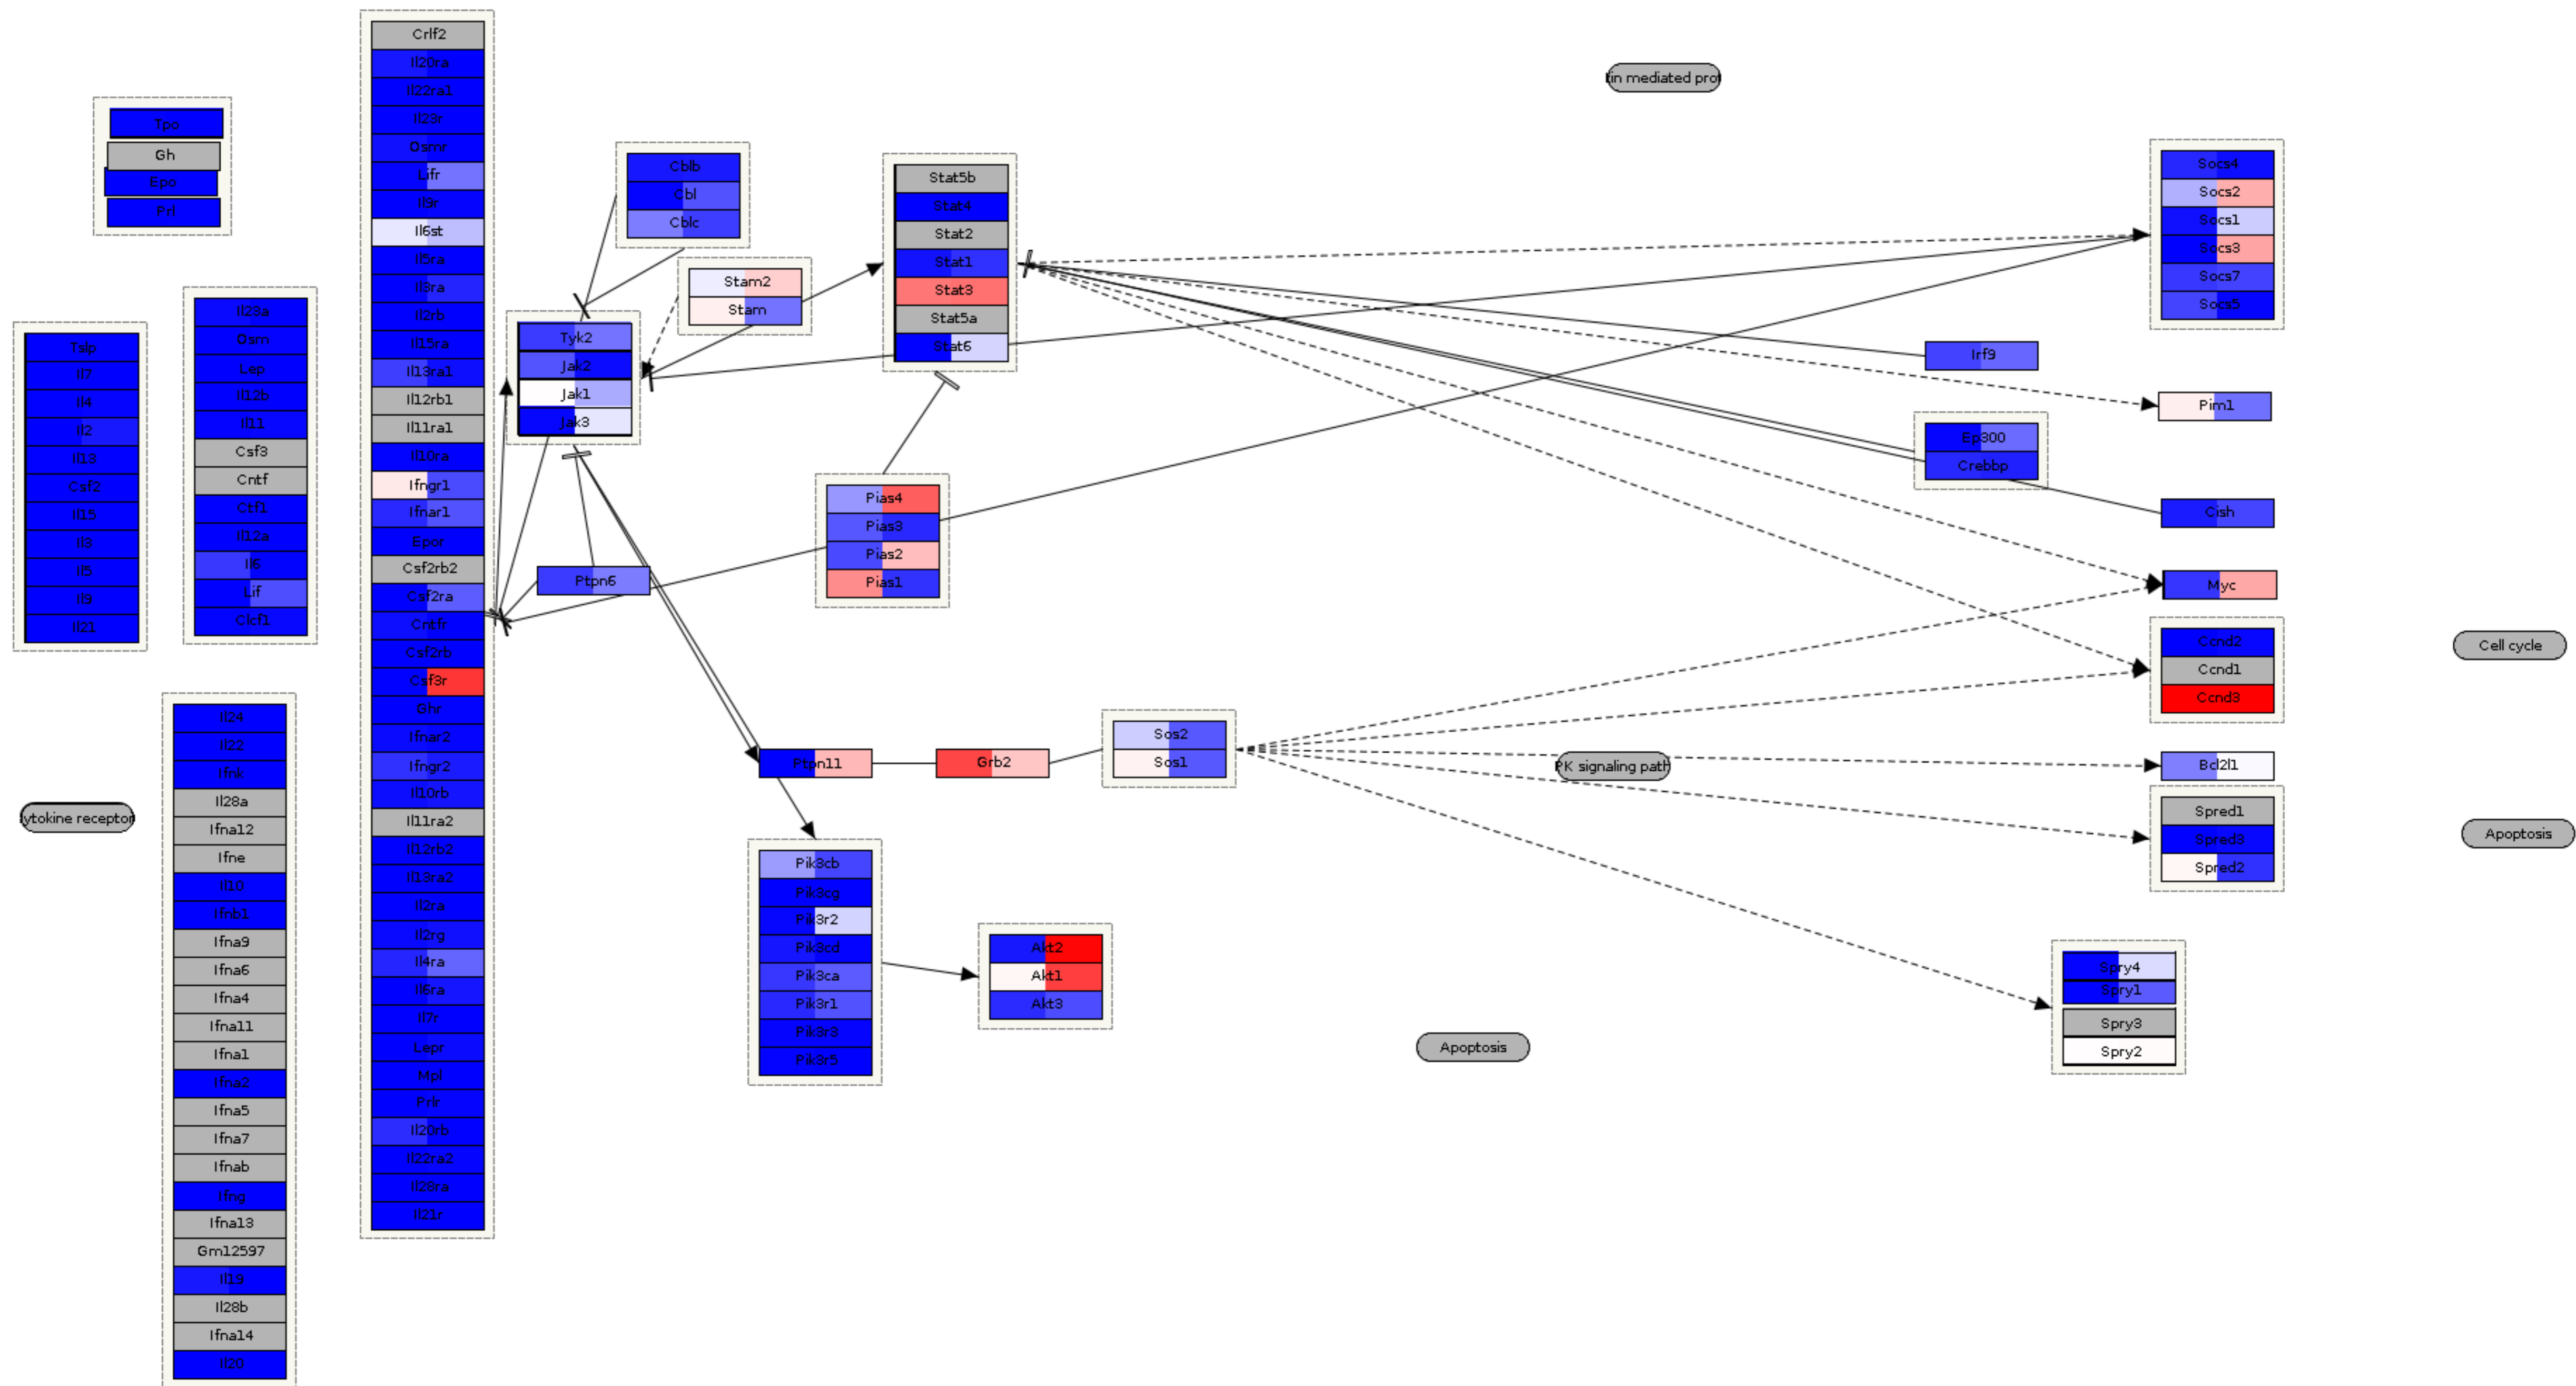 Tpo
Gh
Epo
Prl
Tslp
Il7
Il4
Il2
Il13
Csf2
Il15
Il3
Il5
Il9
Il21
Il23a
Osm
Lep
Il12b
Il11
Csf3
Cntf
Ctf1
Il12a
Il6
Lif
Clcf1
ytokine receptor
Il24
Il22
Ifnk
Il28a
Ifna12
Ifne
Il10
Ifnb1
Ifna9
Ifna6
Ifna4
Ifna11
Ifna1
Ifna2
Ifna5
Ifna7
Ifnab
Ifng
Ifna13
Gm12597
Il19
Il28b
Ifna14
Il20
Crlf2
Il20ra
Il22ra1
Il23r
Osmr
Lifr
Il9r
Il6st
Il5ra
Il3ra
Il2rb
Il15ra
Il13ra1
Il12rb1
Il11ra1
Il10ra
Ifngr1
Ifnar1
Epor
Csf2rb2
Csf2ra
Cntfr
Csf2rb
Csf3r
Ghr
Ifnar2
Ifngr2
Il10rb
Il11ra2
Il12rb2
Il13ra2
Il2ra
Il2rg
Il4ra
Il6ra
Il7r
Lepr
Mpl
Prlr
Il20rb
Il22ra2
Il28ra
Il21r
Cblb
Cbl
Cblc
Stam2
Stam
Tyk2
Jak2
Jak1
Jak3
Ptpn6
Stat5b
Stat4
Stat2
Stat1
Stat3
Stat5a
Stat6
Pias4
Pias3
Pias2
Pias1
Ptpn11
Grb2
Sos2
Sos1
Pik3cb
Pik3cg
Pik3r2
Pik3cd
Pik3ca
Pik3r1
Pik3r3
Pik3r5
Akt2
Akt1
Akt3
tin mediated prot
PK signaling path
Apoptosis
Socs4
Socs2
Socs1
Socs3
Socs7
Socs5
Irf9
Pim1
Ep300
Crebbp
Cish
Myc
Ccnd2
Ccnd1
Ccnd3
Bcl2l1
Spred1
Spred3
Spred2
Spry4
Spry1
Spry3
Spry2
Cell cycle
Apoptosis